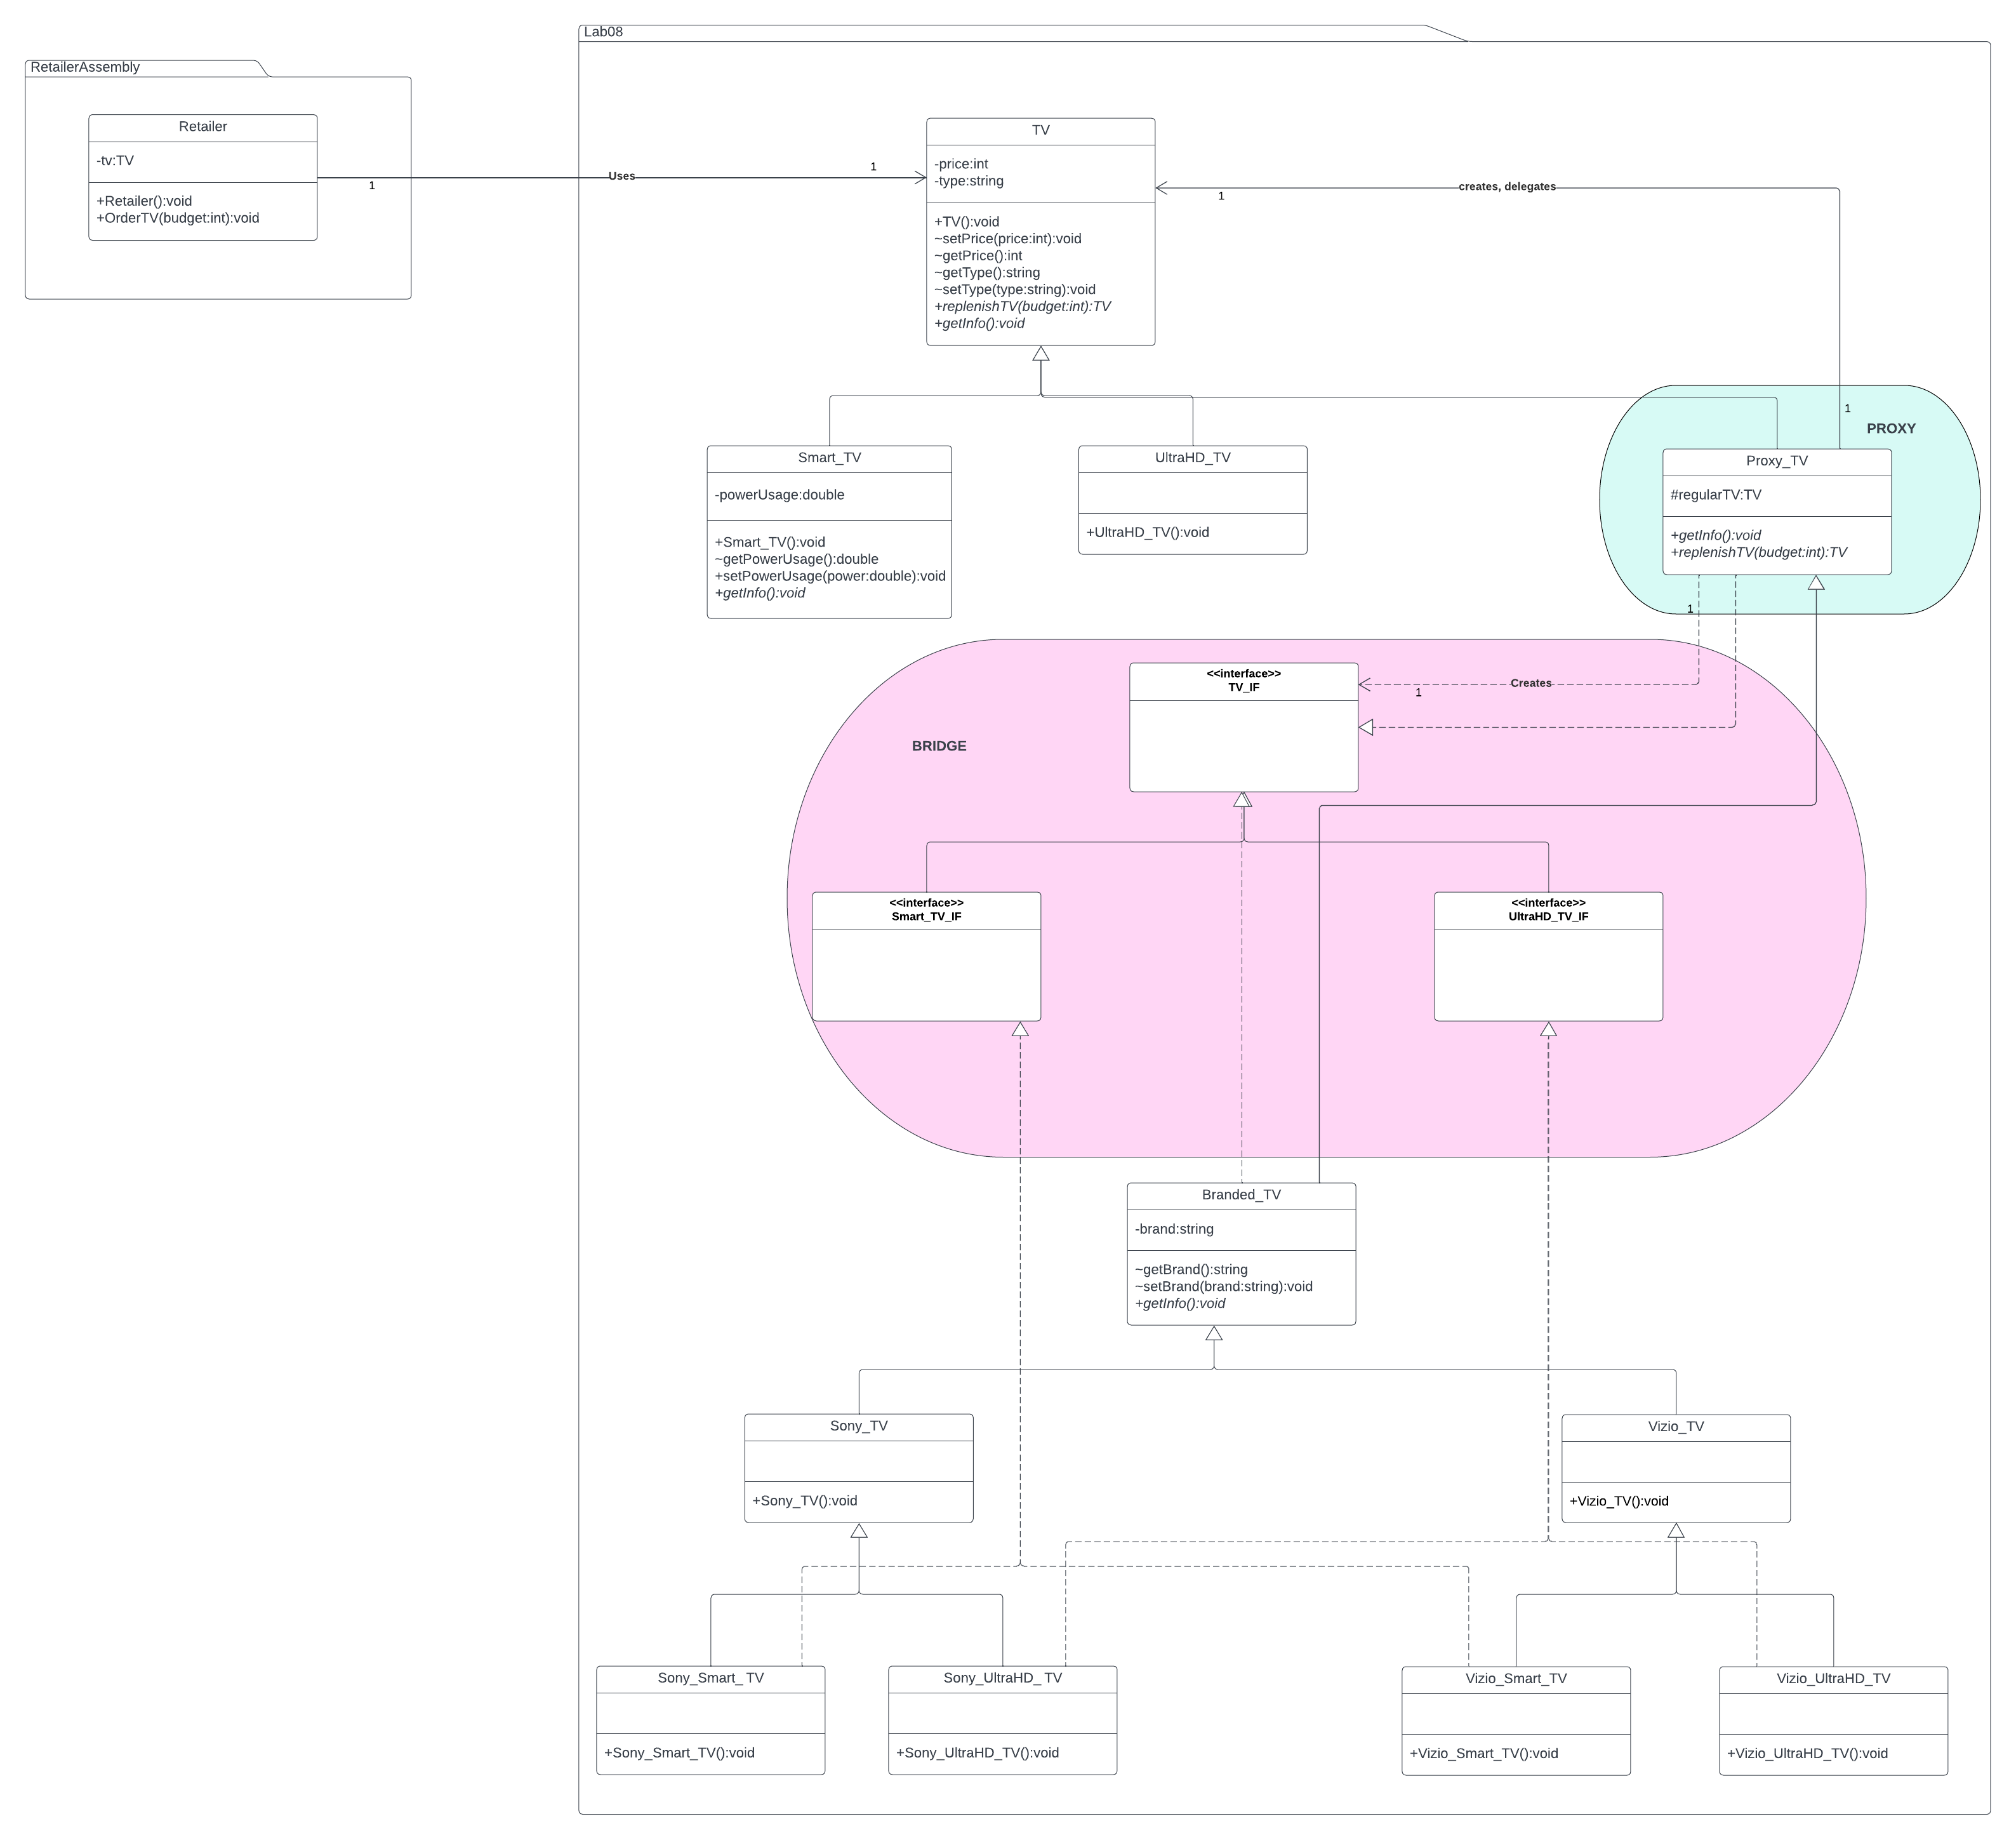 Lab08
RetailerAssembly
Retailer
-tv:TV
+Retailer():void
+OrderTV(budget:int):void
1
Uses
1
TV
-price:int
-type:string
+TV():void
~setPrice(price:int):void
~getPrice():int
~getType():string
~setType(type:string):void
+replenishTV(budget:int):TV
+getInfo():void
1
creates, delegates
1
PROXY
Smart_TV
-powerUsage:double
+Smart_TV():void
~getPowerUsage():double
+setPowerUsage(power:double):void
+getInfo():void
UltraHD_TV
+UltraHD_TV():void
Proxy_TV
#regularTV:TV
+getInfo():void
+replenishTV(budget:int):TV
1
<<interface>>
TV_IF
1
Creates
BRIDGE
<<interface>>
Smart_TV_IF
<<interface>>
UltraHD_TV_IF
Branded_TV
-brand:string
~getBrand():string
~setBrand(brand:string):void
+getInfo():void
Sony_TV
+Sony_TV():void
Vizio_TV
+Vizio_TV():void
Sony_Smart_ TV
+Sony_Smart_TV():void
Sony_UltraHD_ TV
+Sony_UltraHD_TV():void
Vizio_Smart_TV
+Vizio_Smart_TV():void
Vizio_UltraHD_TV
+Vizio_UltraHD_TV():void